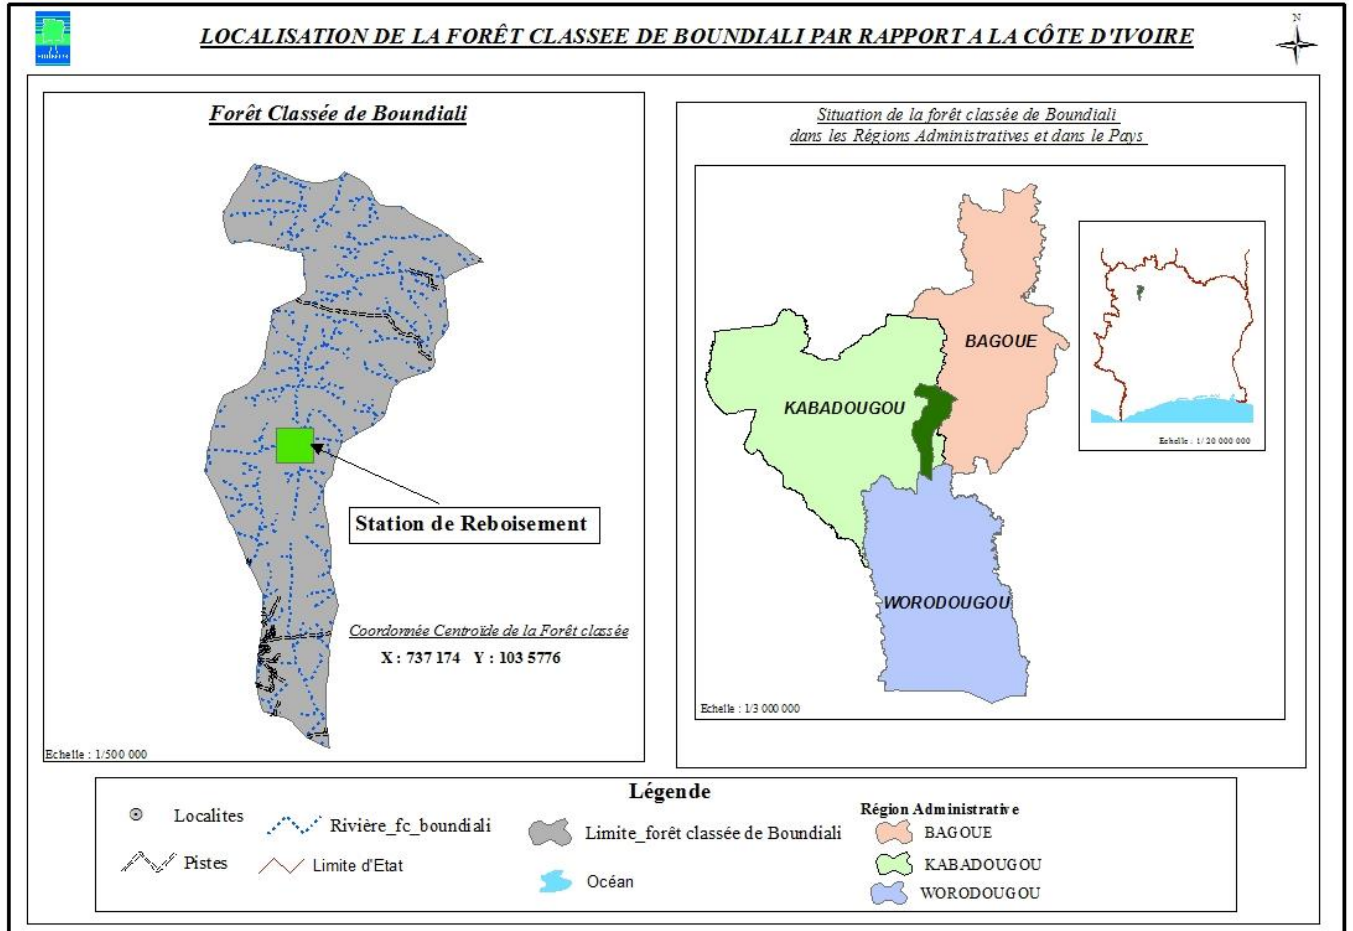 LOCALISATION DE LA FORÊT CLASSEE DE BOUNDIALI PAR RAPPORT A LA CÔTE D'IVOIRE
N
Forêt Classée de Boundiali
Station de Reboisement
Coordonnée Centroïde de la Forêt classée
X : 737 174 Y : 103 5776
Echelle : 1/500 000
Situation de la forêt classée de Boundiali
dans les Régions Administratives et dans le Pays
BAGOUE
KABADOUGOU
WORODOUGOU
Echelle : 1/ 20 000 000
Echelle : 1/3 000 000
Légende
Localites
Rivière_fc_boundiali
Pistes
Limite d'Etat
Limite_forêt classée de Boundiali
Océan
Région Administrative
BAGOUE
KABADOUGOU
WORODOUGOU